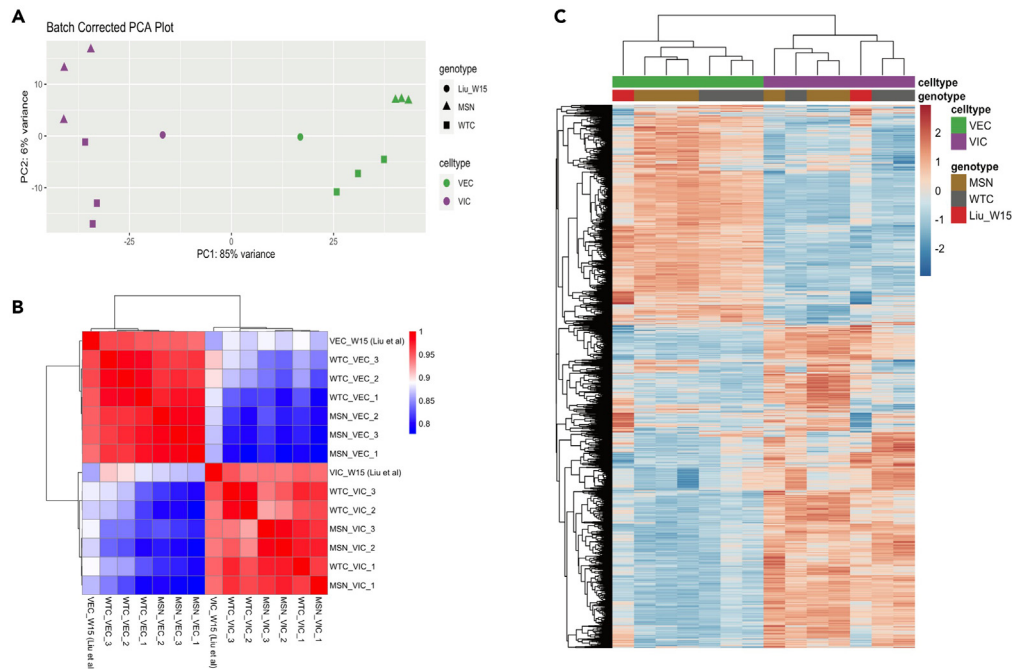 A
Batch Corrected PCA Plot
PC2: 6% variance
10
0
-10
-25
0
25
PC1: 85% variance
genotype
Liu_W15
MSN
WTC
celltype
VEC
VIC
B
VEC_W15 (Liu et al)
WTC_VEC_3
WTC_VEC_2
WTC_VEC_1
MSN_VEC_2
MSN_VEC_3
MSN_VEC_1
VIC_W15 (Liu et al)
WTC_VIC_3
WTC_VIC_2
MSN_VIC_3
MSN_VIC_2
WTC_VIC_1
MSN_VIC_1
1
0.95
0.9
0.85
0.8
VEC_W15 (Liu et al
WTC_VEC_3
WTC_VEC_2
WTC_VEC_1
MSN_VEC_2
MSN_VEC_3
MSN_VEC_1
VIC_W15 (Liu et al)
WTC_VIC_3
WTC_VIC_2
MSN_VIC_3
MSN_VIC_2
WTC_VIC_1
MSN_VIC_1
C
celltype
genotype
2
1
0
-1
-2
celltype
VEC
VIC
genotype
MSN
WTC
Liu_W15